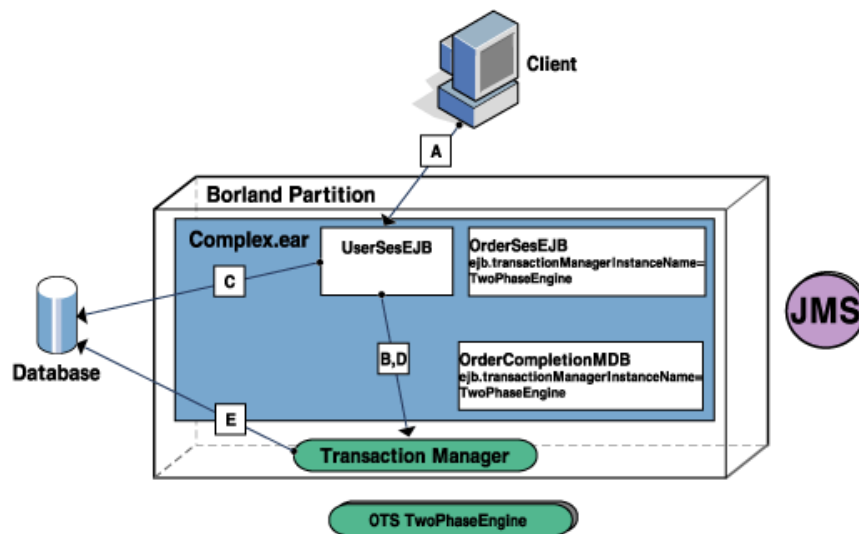 Client
A
Borland Partition
Complex.ear
UserSesEJB
OrderSesEJB
ejb.transactionManagerInstanceName=
TwoPhaseEngine
C
JMS
B,D
Database
OrderCompletionMDB
ejb.transactionManagerInstanceName=
TwoPhaseEngine
E
Transaction Manager
OTS TwoPhaseEngine